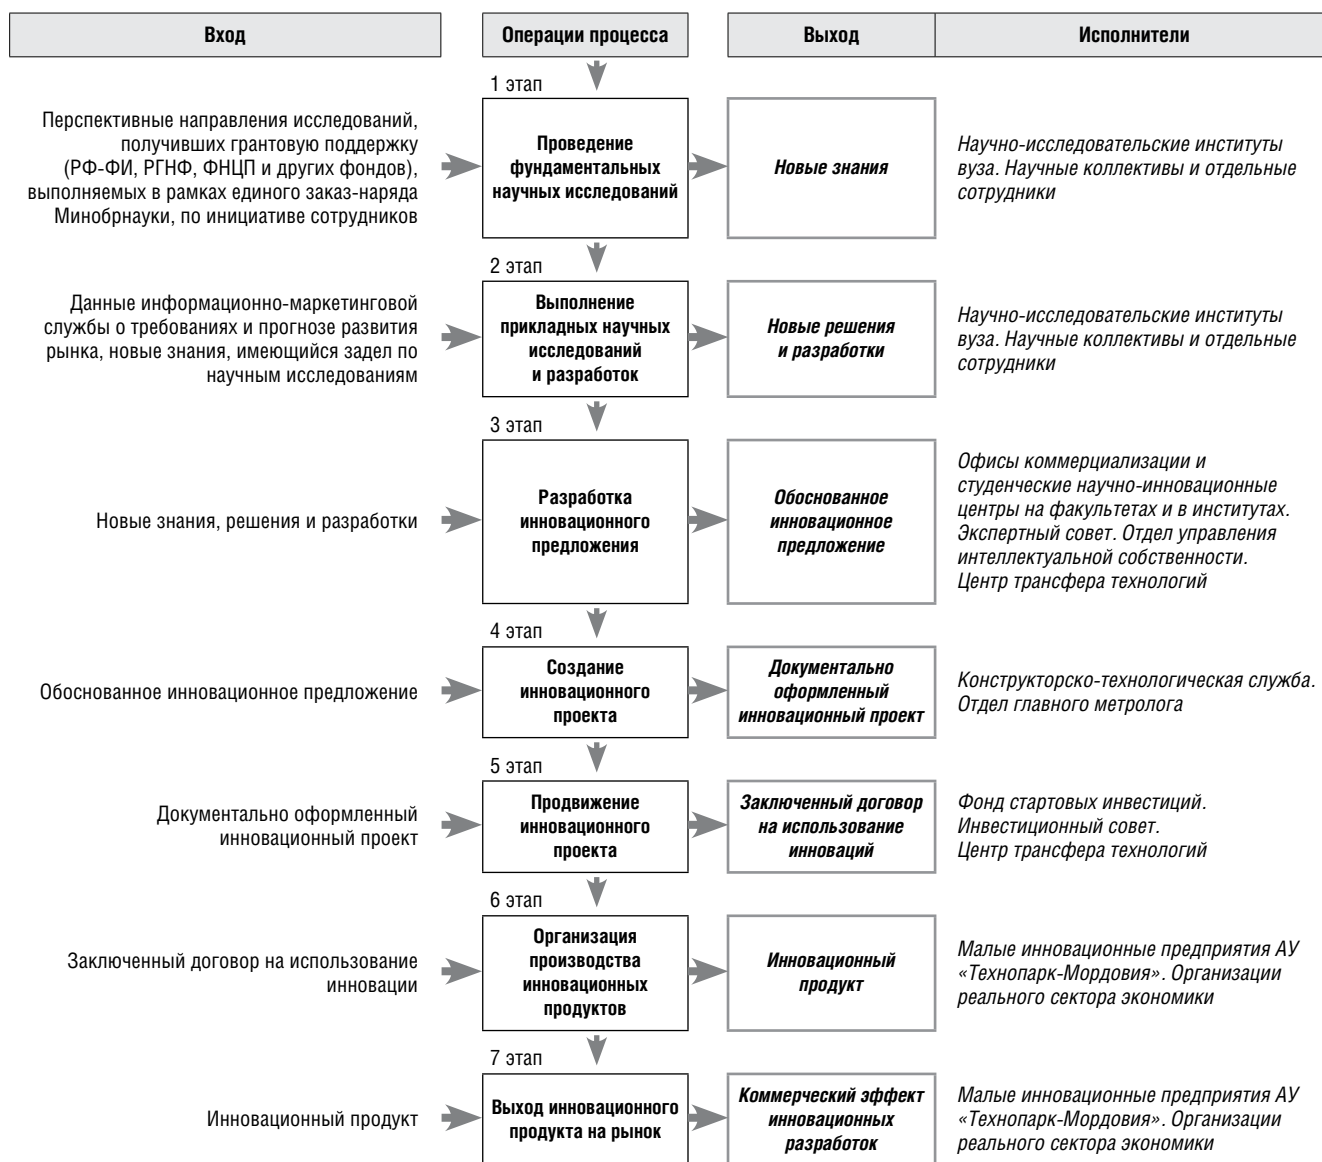 Вход
Операции процесса
Выход
Исполнители
1 этап
Перспективные направления исследований,
получивших грантовую поддержку
(РФ-ФИ, РГНФ, ФНЦП и других фондов),
выполняемых в рамках единого заказ-наряда
Минобрнауки, по инициативе сотрудников
Проведение
фундаментальных
научных исследований
Новые знания
Научно-исследовательские институты
вуза. Научные коллективы и отдельные
сотрудники
2 этап
Данные информационно-маркетинговой
службы о требованиях и прогнозе развития
рынка, новые знания, имеющийся задел по
научным исследованиям
Выполнение
прикладных научных
исследований
и разработок
Новые решения
и разработки
Научно-исследовательские институты
вуза. Научные коллективы и отдельные
сотрудники
3 этап
Новые знания, решения и разработки
Разработка
инновационного
предложения
Обоснованное
инновационное
предложение
Офисы коммерциализации и
студенческие научно-инновационные
центры на факультетах и в институтах.
Экспертный совет. Отдел управления
интеллектуальной собственности.
Центр трансфера технологий
4 этап
Обоснованное инновационное предложение
Создание
инновационного
проекта
Документально
оформленный
инновационный проект
Конструкторско-технологическая служба.
Отдел главного метролога
5 этап
Документально оформленный
инновационный проект
Продвижение
инновационного
проекта
Заключенный договор
на использование
инноваций
Фонд стартовых инвестиций.
Инвестиционный совет.
Центр трансфера технологий
6 этап
Заключенный договор на использование
инновации
Организация
производства
инновационных
продуктов
Инновационный
продукт
Малые инновационные предприятия АУ
«Технопарк-Мордовия». Организации
реального сектора экономики
7 этап
Инновационный продукт
Выход инновационного
продукта на рынок
Коммерческий эффект
инновационных
разработок
Малые инновационные предприятия АУ
«Технопарк-Мордовия». Организации
реального сектора экономики